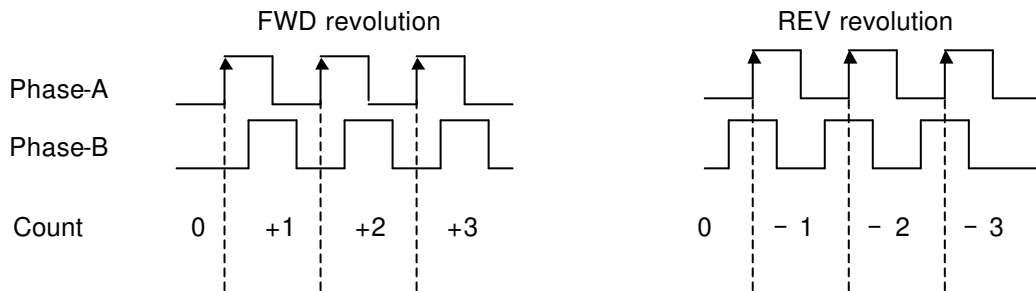 FWD revolution
REV revolution
Phase-A
Phase-B
Count 0 +1 +2 +3 0 − 1 − 2 − 3